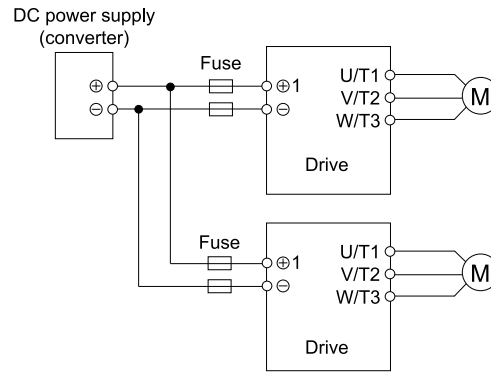 DC power supply
(converter)
Fuse
⊕
⊖
⊕1
⊖
U/T1
V/T2
W/T3
M
Drive
Fuse
⊕1
⊖
U/T1
V/T2
W/T3
M
Drive